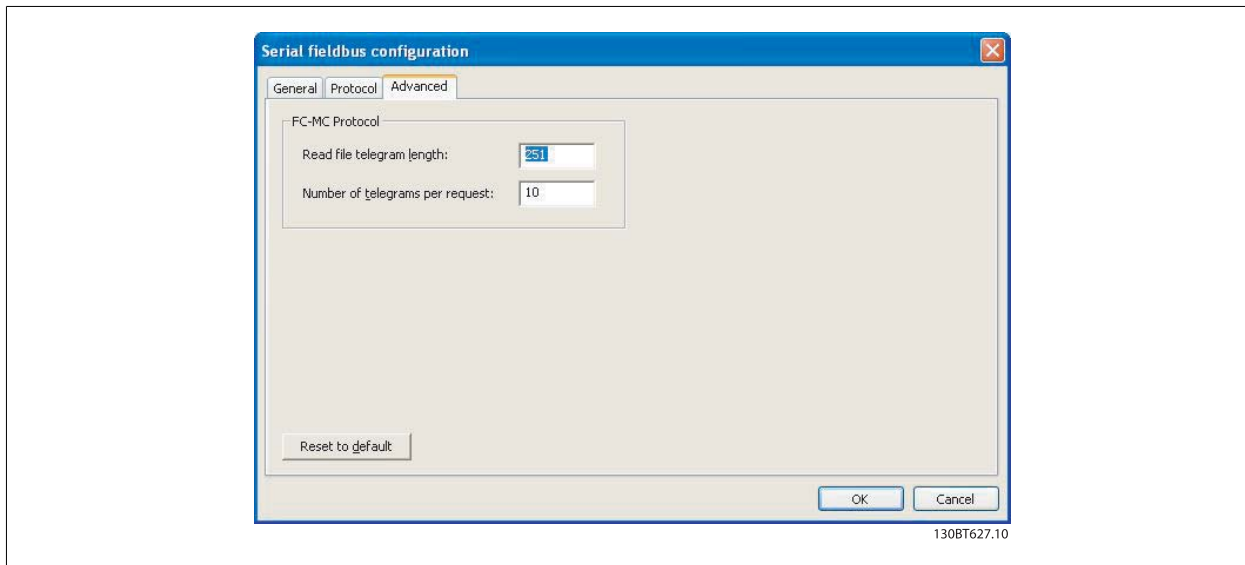 Serial fieldbus configuration
General Protocol Advanced
FC-MC Protocol
Read file telegram length: 251
Number of telegrams per request: 10
Reset to default
OK Cancel
130BT627.10